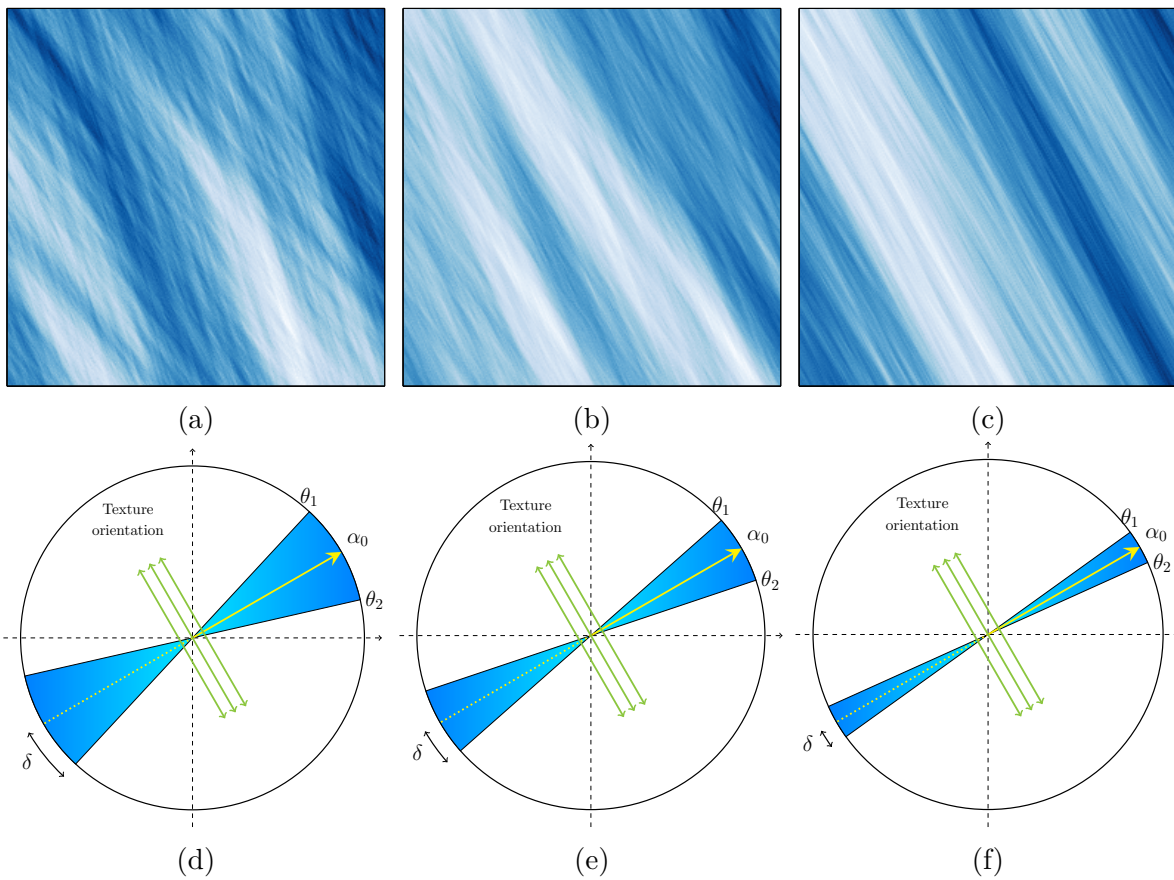 (a)
(b)
(c)
Texture
orientation
θ1
α0
θ2
δ
Texture
orientation
θ1
α0
θ2
δ
Texture
orientation
θ1
α0
θ2
δ
(d)
(e)
(f)